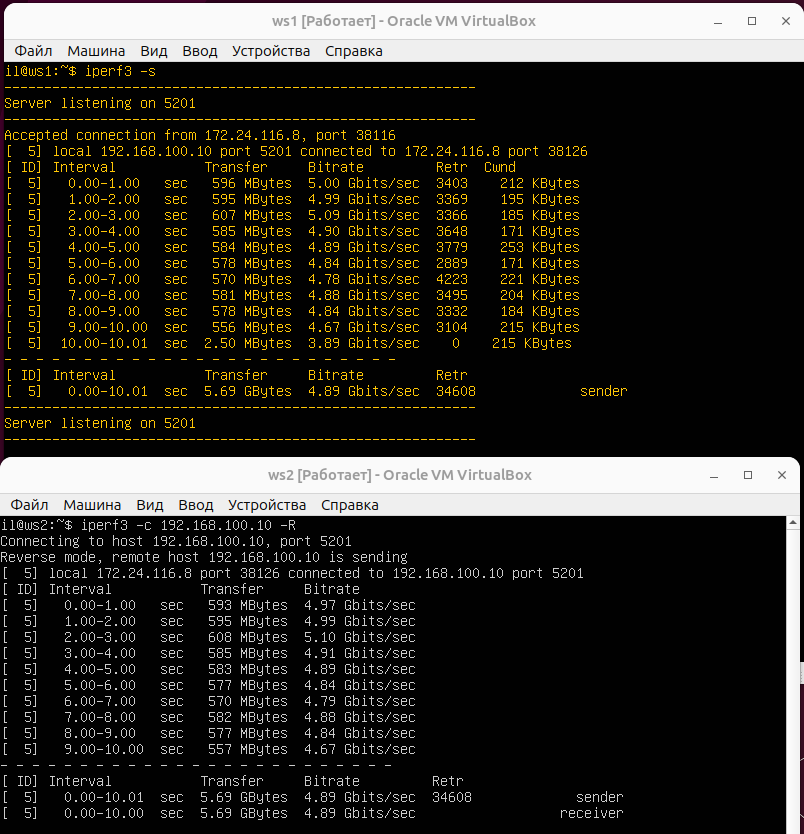 ws1 [Работает] - Oracle VM VirtualBox
Файл Машина Вид Ввод Устройства Справка
il@ws1:~$ iperf3 -s
-----------------------------------------------------------
Server listening on 5201
-----------------------------------------------------------
Accepted connection from 172.24.116.8, port 38116
[  5] local 192.168.100.10 port 5201 connected to 172.24.116.8 port 38126
[ ID] Interval           Transfer     Bitrate         Retr  Cwnd
[  5]   0.00-1.00   sec   596 MBytes  5.00 Gbits/sec  3403    212 KBytes
[  5]   1.00-2.00   sec   595 MBytes  4.99 Gbits/sec  3369    195 KBytes
[  5]   2.00-3.00   sec   607 MBytes  5.09 Gbits/sec  3366    185 KBytes
[  5]   3.00-4.00   sec   585 MBytes  4.90 Gbits/sec  3648    171 KBytes
[  5]   4.00-5.00   sec   584 MBytes  4.89 Gbits/sec  3779    253 KBytes
[  5]   5.00-6.00   sec   578 MBytes  4.84 Gbits/sec  2889    171 KBytes
[  5]   6.00-7.00   sec   570 MBytes  4.78 Gbits/sec  4223    221 KBytes
[  5]   7.00-8.00   sec   581 MBytes  4.88 Gbits/sec  3495    204 KBytes
[  5]   8.00-9.00   sec   578 MBytes  4.84 Gbits/sec  3332    184 KBytes
[  5]   9.00-10.00  sec   556 MBytes  4.67 Gbits/sec  3104    215 KBytes
[  5]  10.00-10.01  sec  2.50 MBytes  3.89 Gbits/sec    0    215 KBytes
- - - - - - - - - - - - - - - - - - - - - - - - -
[ ID] Interval           Transfer     Bitrate         Retr
[  5]   0.00-10.01  sec  5.69 GBytes  4.89 Gbits/sec  34608             sender
-----------------------------------------------------------
Server listening on 5201
-----------------------------------------------------------
ws2 [Работает] - Oracle VM VirtualBox
Файл Машина Вид Ввод Устройства Справка
il@ws2:~$ iperf3 -c 192.168.100.10 -R
Connecting to host 192.168.100.10, port 5201
Reverse mode, remote host 192.168.100.10 is sending
[  5] local 172.24.116.8 port 38126 connected to 192.168.100.10 port 5201
[ ID] Interval           Transfer     Bitrate
[  5]   0.00-1.00   sec   593 MBytes  4.97 Gbits/sec
[  5]   1.00-2.00   sec   595 MBytes  4.99 Gbits/sec
[  5]   2.00-3.00   sec   608 MBytes  5.10 Gbits/sec
[  5]   3.00-4.00   sec   585 MBytes  4.91 Gbits/sec
[  5]   4.00-5.00   sec   583 MBytes  4.89 Gbits/sec
[  5]   5.00-6.00   sec   577 MBytes  4.84 Gbits/sec
[  5]   6.00-7.00   sec   570 MBytes  4.79 Gbits/sec
[  5]   7.00-8.00   sec   582 MBytes  4.88 Gbits/sec
[  5]   8.00-9.00   sec   577 MBytes  4.84 Gbits/sec
[  5]   9.00-10.00  sec   557 MBytes  4.67 Gbits/sec
- - - - - - - - - - - - - - - - - - - - - - - - -
[ ID] Interval           Transfer     Bitrate         Retr
[  5]   0.00-10.01  sec  5.69 GBytes  4.89 Gbits/sec  34608             sender
[  5]   0.00-10.00  sec  5.69 GBytes  4.89 Gbits/sec                  receiver